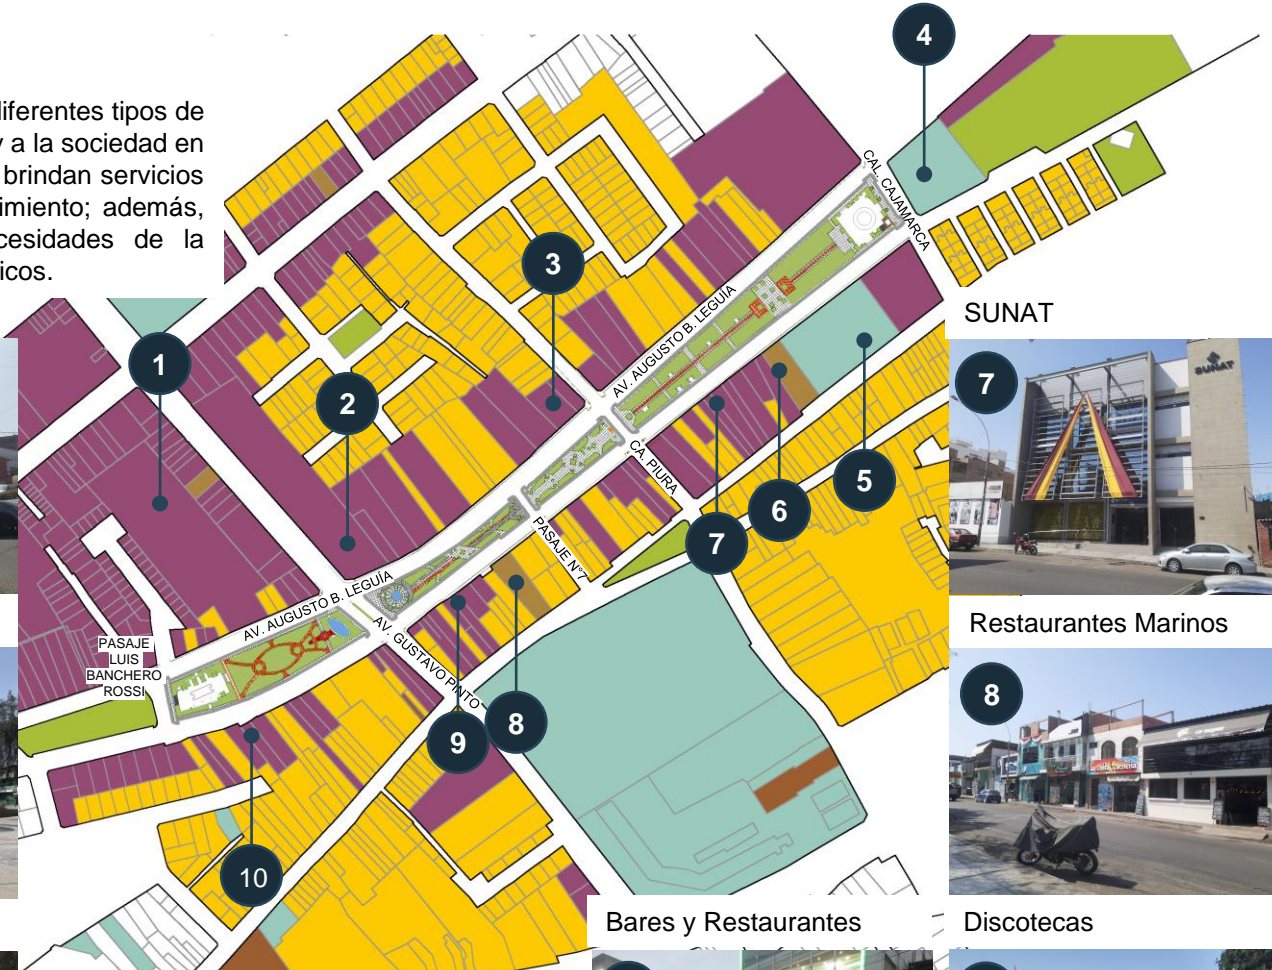 diferentes tipos de
y a la sociedad en
brindan servicios
imiento; además,
cesidades de la
icos.
4
CAL. CAJAMARCA
3
AV. AUGUSTO B. LEGUÍA
1
2
SUNAT
7
SUNAT
CA. PIURA
5
6
7
PASAJE N°7
AV. AUGUSTO B. LEGUÍA
AV. GUSTAVO PINTO
PASAJE
LUIS
BANCHERO
ROSSI
Restaurantes Marinos
8
8
9
10
Bares y Restaurantes
Discotecas